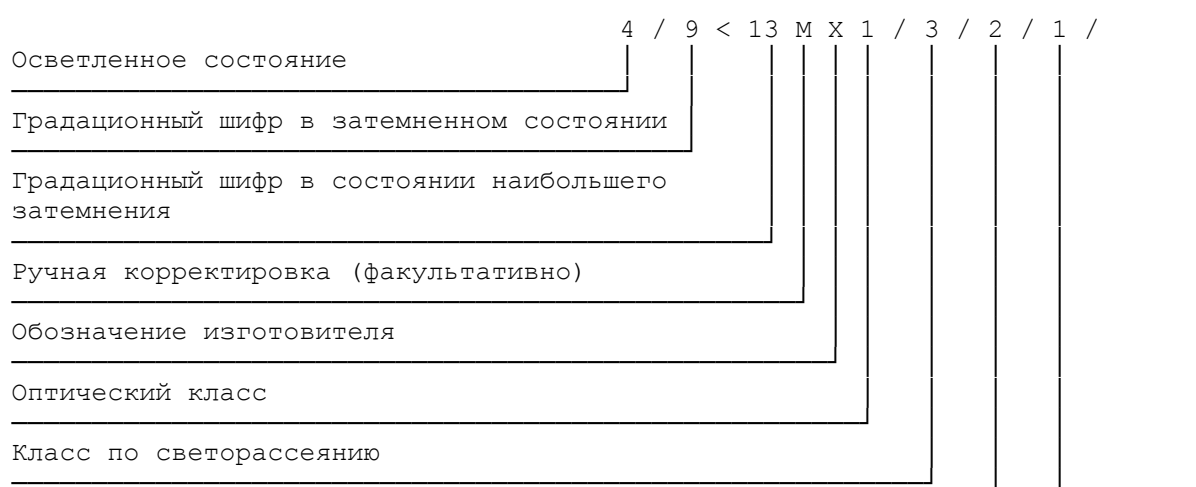 4 / 9 < 13 М X 1 / 3 / 2 / 1 /
Осветленное состояние
Градационный шифр в затемненном состоянии
Градационный шифр в состоянии наибольшего
затемнения
Ручная корректировка (факультативно)
Обозначение изготовителя
Оптический класс
Класс по светорассеянию